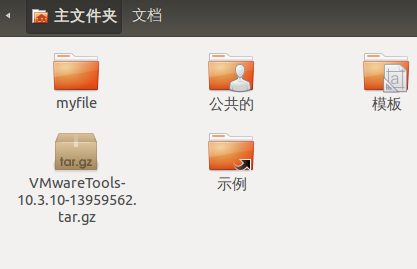 主文件夹 文档
myfile 公共的 模板
tar.gz
VMwareTools-
10.3.10-13959562.
tar.gz
示例